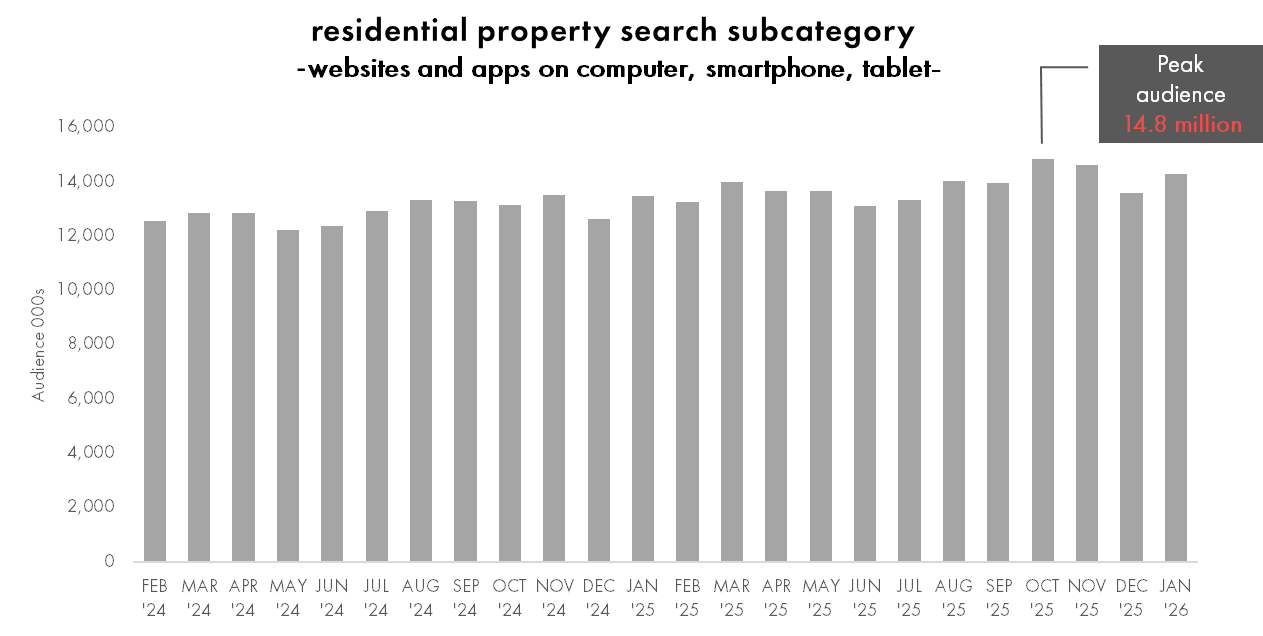 residential property search subcategory
-websites and apps on computer, smartphone, tablet-
Peak
audience
14.8 million
Audience 000s
16,000
14,000
12,000
10,000
8,000
6,000
4,000
2,000
0
FEB MAR APR MAY JUN JUL AUG SEP OCT NOV DEC JAN FEB MAR APR MAY JUN JUL AUG SEP OCT NOV DEC JAN
'24 '24 '24 '24 '24 '24 '24 '24 '24 '24 '24 '25 '25 '25 '25 '25 '25 '25 '25 '25 '25 '25 '25 '26